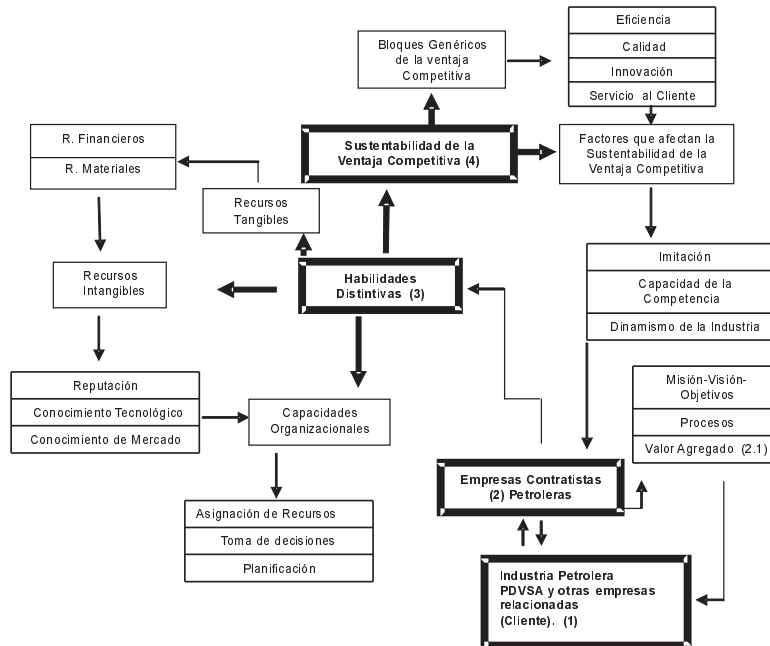 Eficiencia
Calidad
Innovación
Servicio al Cliente
Bloques Genéricos
de la ventaja
Competitiva
Sustentabilidad de la
Ventaja Competitiva (4)
Factores que afectan la
Sustentabilidad de la
Ventaja Competitiva
R. Financieros
R. Materiales
Recursos
Tangibles
Recursos
Intangibles
Habilidades
Distintivas (3)
Imitación
Capacidad de la
Competencia
Dinamismo de la Industria
Reputación
Conocimiento Tecnológico
Conocimiento de Mercado
Capacidades
Organizacionales
Misión-Visión-
Objetivos
Procesos
Valor Agregado (2.1)
Empresas Contratistas
(2) Petroleras
Asignación de Recursos
Toma de decisiones
Planificación
Industria Petrolera
PDVSA y otras empresas
relacionadas
(Cliente). (1)